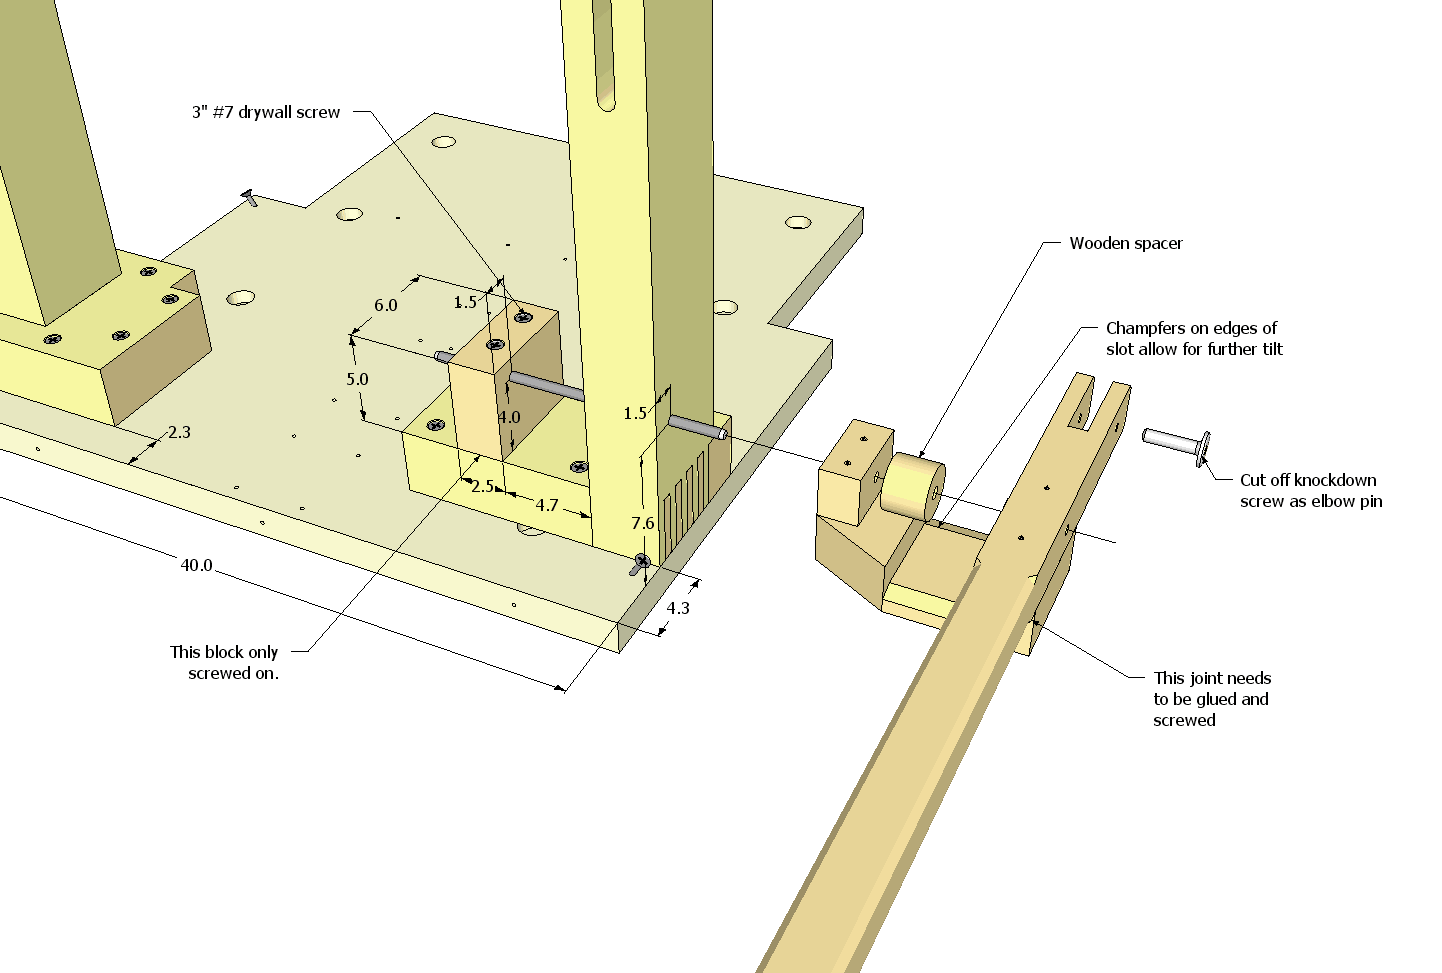 3" #7 drywall screw
Wooden spacer
6.0
1.5
Champfers on edges of
slot allow for further tilt
5.0
4.0
1.5
2.3
Cut off knockdown
screw as elbow pin
2.5
4.7
7.6
40.0
4.3
This block only
screwed on.
This joint needs
to be glued and
screwed